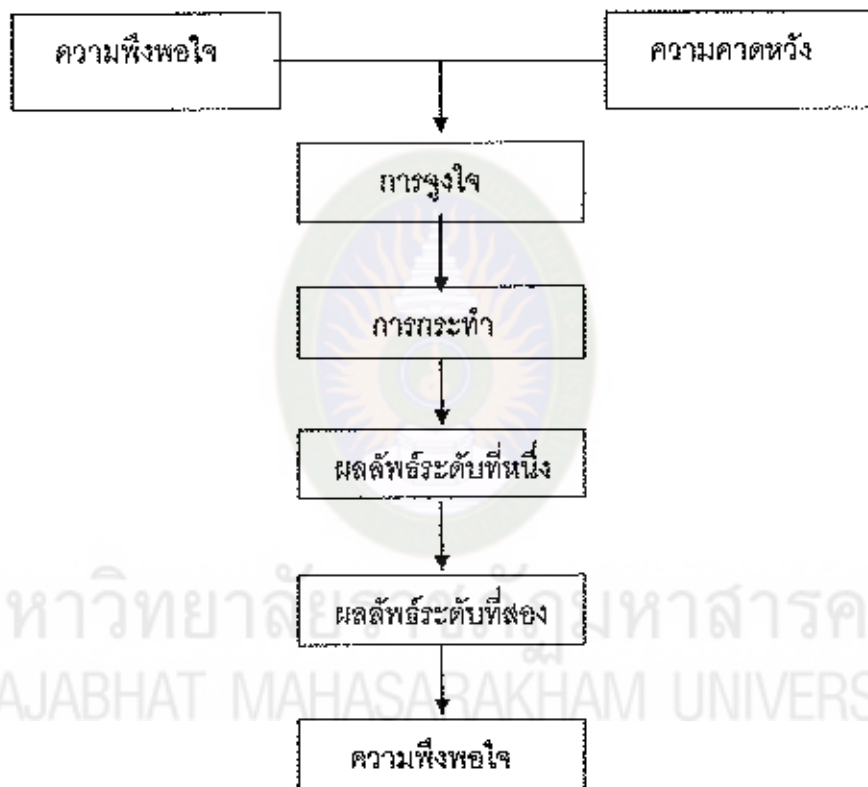 ความพึงพอใจ
ความคาดหวัง
การจูงใจ
การกระทำ
ผลลัพธ์ระดับที่หนึ่ง
ผลลัพธ์ระดับที่สอง
หาวิทยาลัยราชภัฏมหาสารค
AJABHAT MAHASARAKHAM UNIVERS
ความพึงพอใจ